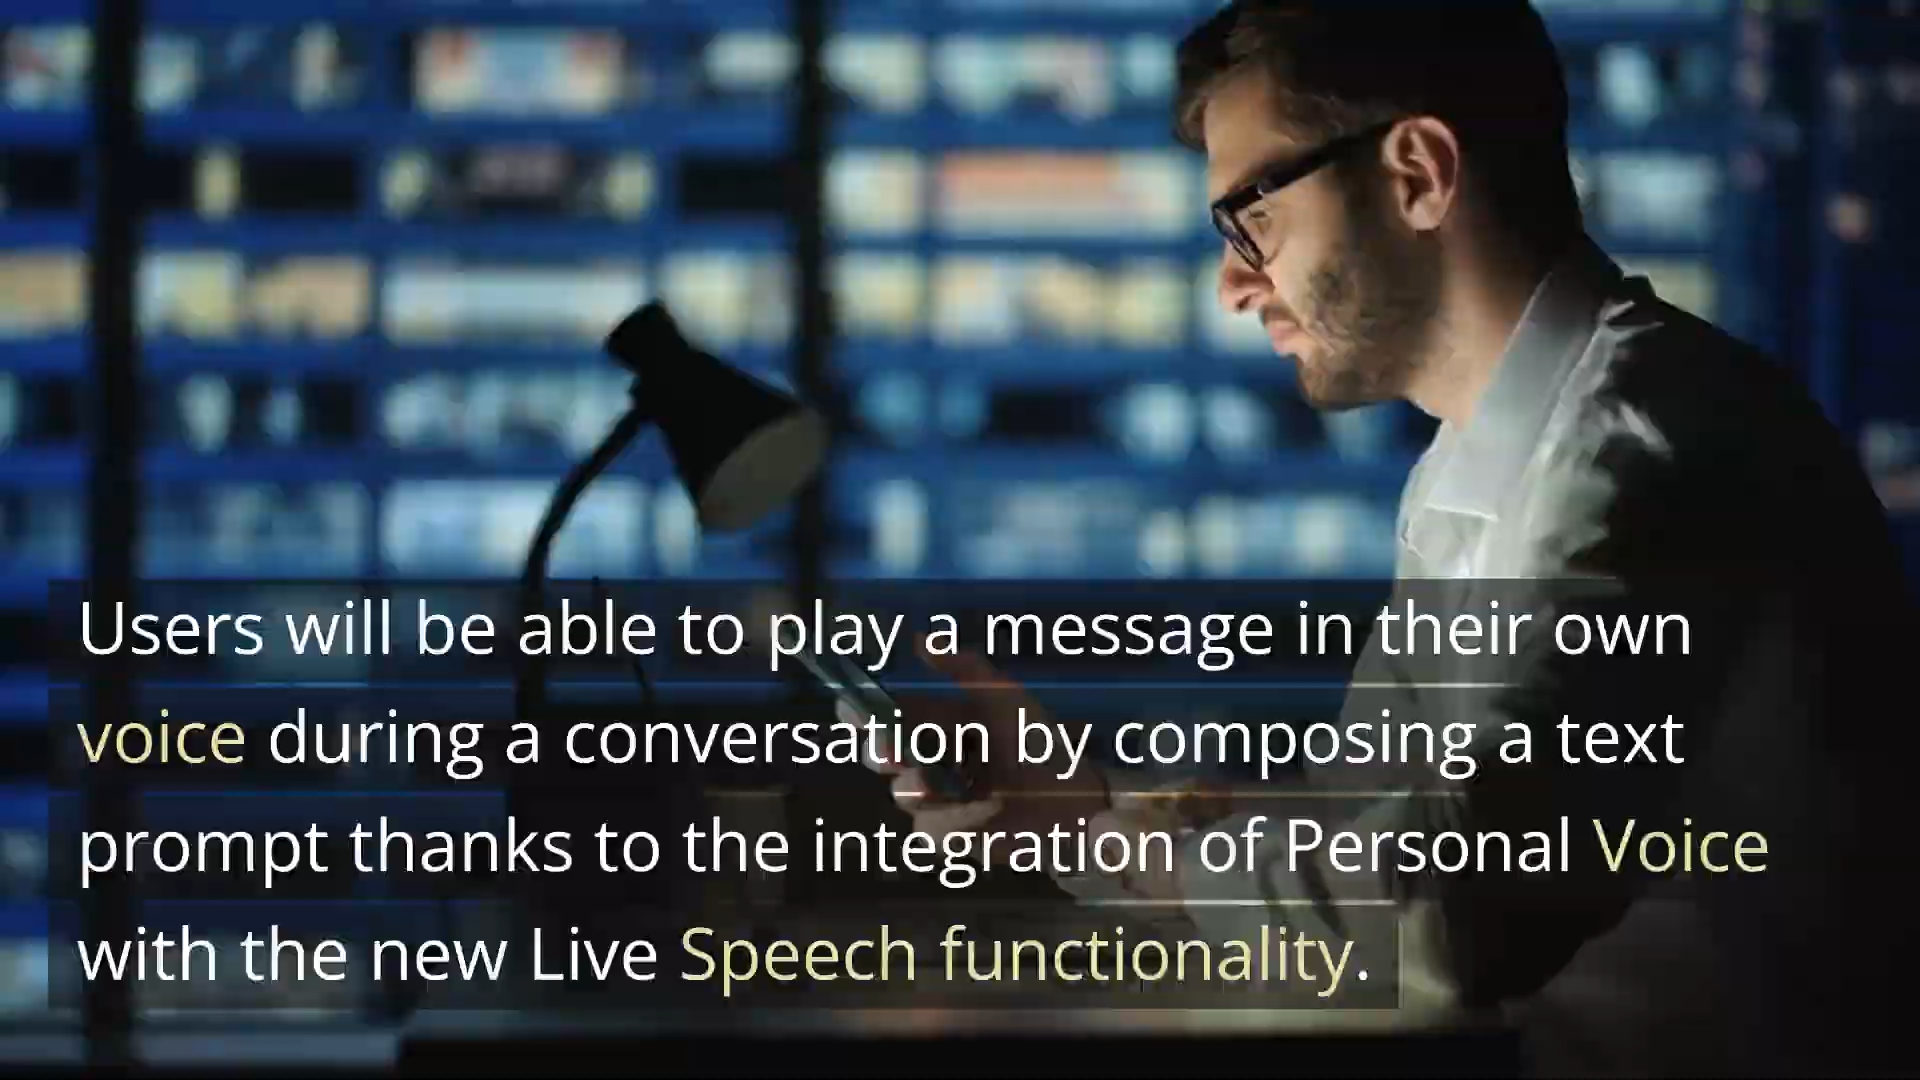 Users will be able to play a message in their own
voice during a conversation by composing a text
prompt thanks to the integration of Personal Voice
with the new Live Speech functionality.